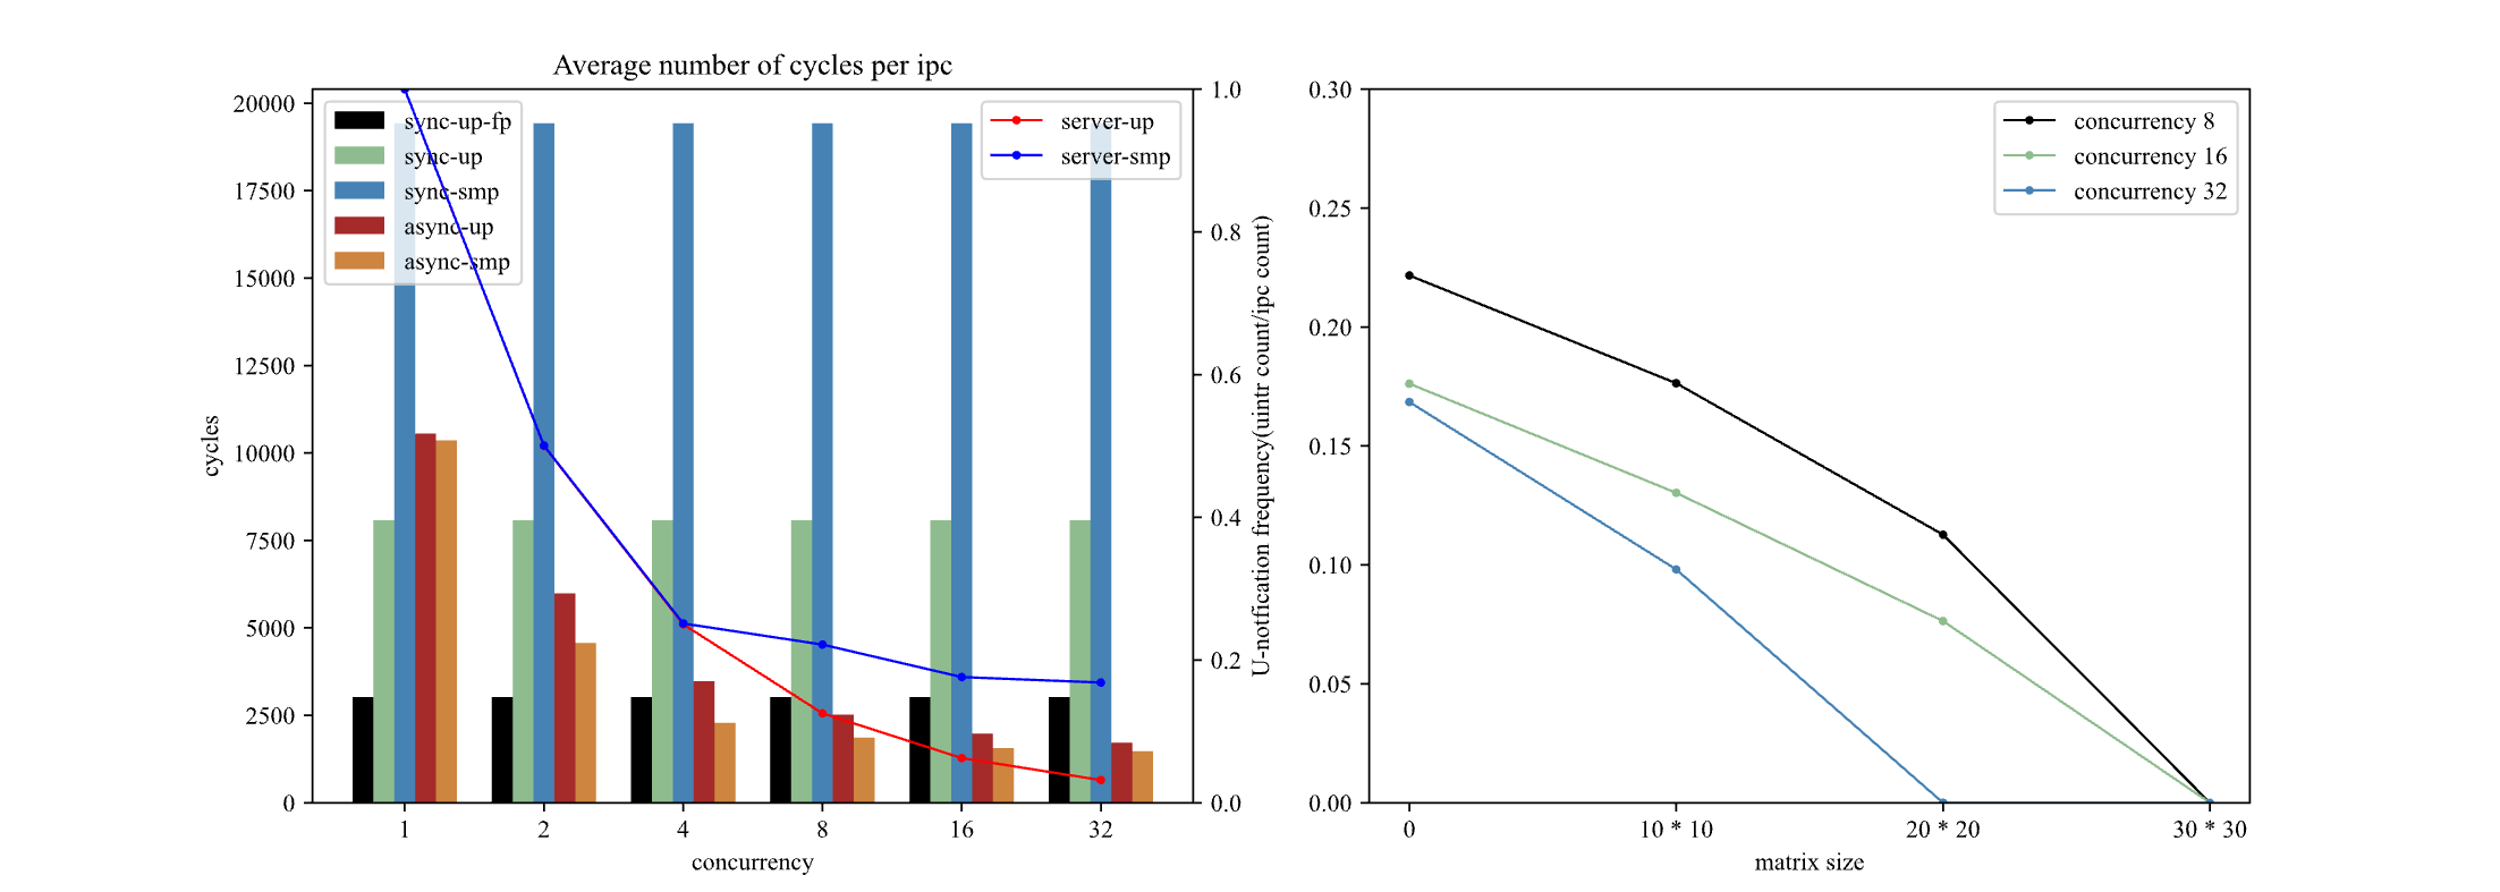 Average number of cycles per ipc
20000
17500
15000
12500
10000
7500
5000
2500
0
cycles
sync-up-fp
sync-up
sync-smp
async-up
async-smp
server-up
server-smp
1.0
0.8
0.6
0.4
0.2
0.0
U-notfication frequency(uintr count/ipc count)
1 2 4 8 16 32
concurrency
0.30
0.25
0.20
0.15
0.10
0.05
0.00
concurrency 8
concurrency 16
concurrency 32
0 10 * 10 20 * 20 30 * 30
matrix size